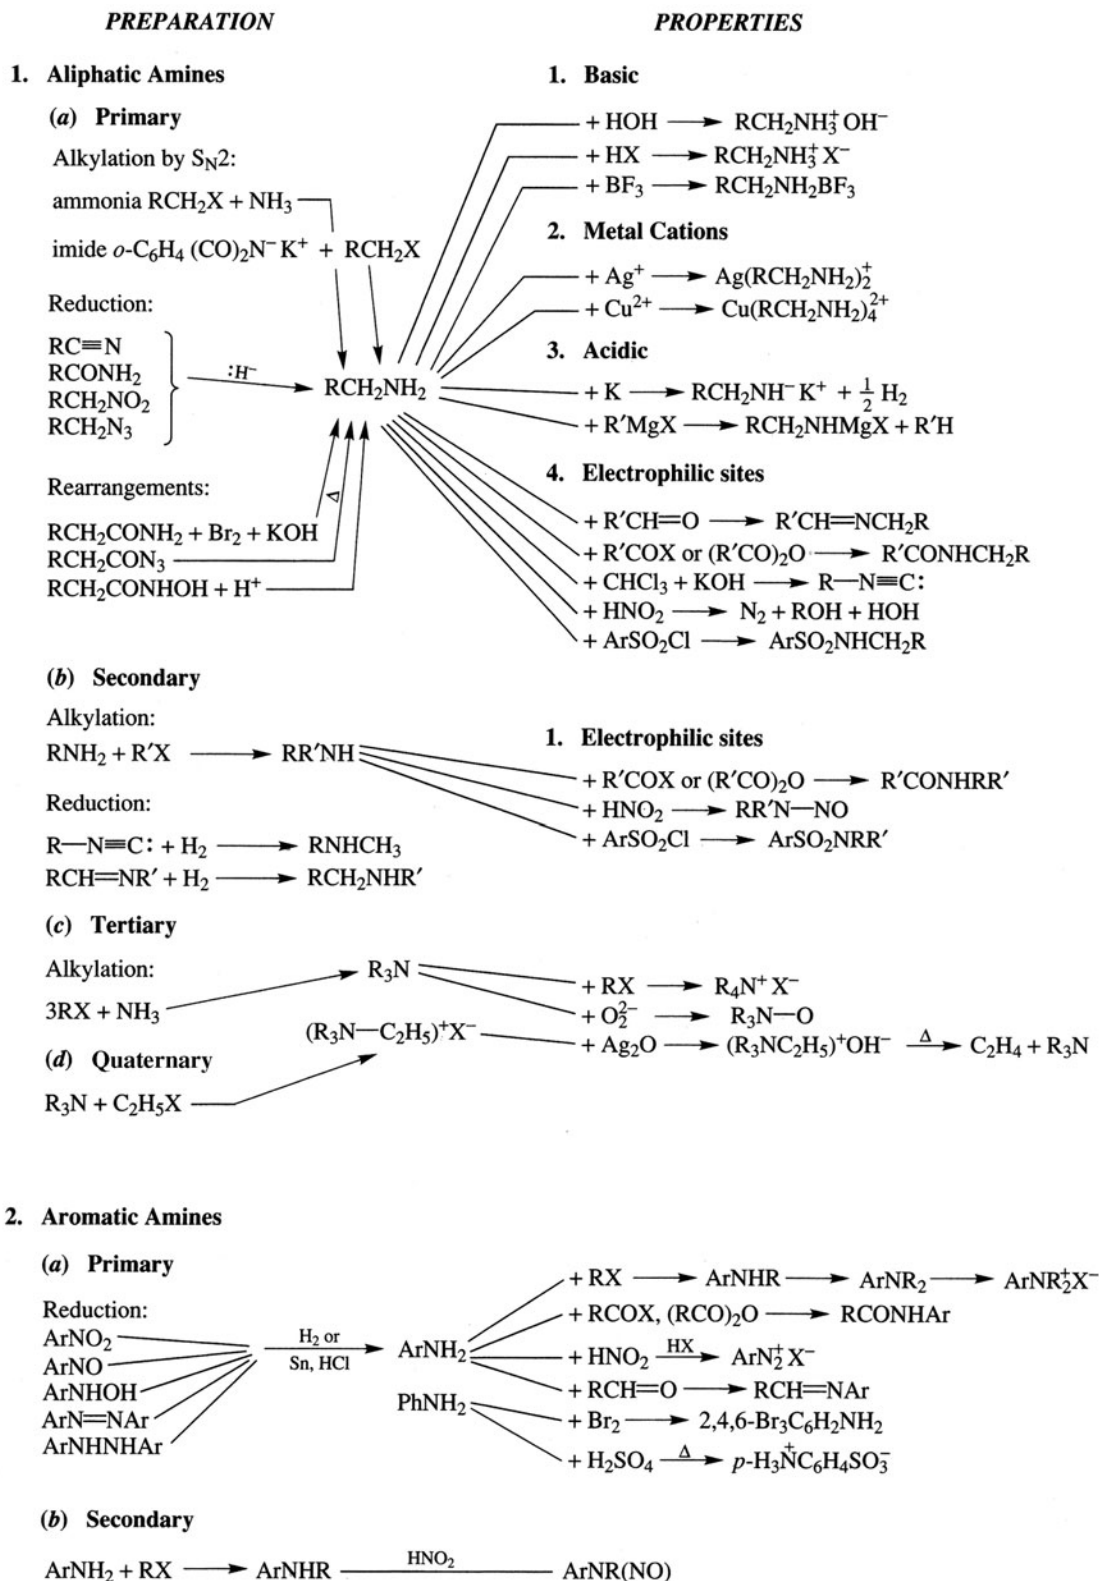 PREPARATION
PROPERTIES
1. Aliphatic Amines
(a) Primary
Alkylation by SN2:
ammonia RCH₂X + NH₃
imide o-C₆H₄ (CO)₂N⁻ K⁺ + RCH₂X
Reduction:
RC≡N
RCONH₂
RCH₂NO₂
RCH₂N₃
:H⁻
RCH₂NH₂
Rearrangements:
Δ
RCH₂CONH₂ + Br₂ + KOH
RCH₂CON₃
RCH₂CONHOH + H⁺
1. Basic
+ HOH ⟶ RCH₂NH₃⁺ OH⁻
+ HX ⟶ RCH₂NH₃⁺ X⁻
+ BF₃ ⟶ RCH₂NH₂BF₃
2. Metal Cations
+ Ag⁺ ⟶ Ag(RCH₂NH₂)₂⁺
+ Cu²⁺ ⟶ Cu(RCH₂NH₂)₄²⁺
3. Acidic
+ K ⟶ RCH₂NH⁻ K⁺ + 1/2 H₂
+ R′MgX ⟶ RCH₂NHMgX + R′H
4. Electrophilic sites
+ R′CH=O ⟶ R′CH=NCH₂R
+ R′COX or (R′CO)₂O ⟶ R′CONHCH₂R
+ CHCl₃ + KOH ⟶ R—N≡C:
+ HNO₂ ⟶ N₂ + ROH + HOH
+ ArSO₂Cl ⟶ ArSO₂NHCH₂R
(b) Secondary
Alkylation:
RNH₂ + R′X ⟶ RR′NH
Reduction:
R—N≡C: + H₂ ⟶ RNHCH₃
RCH=NR′ + H₂ ⟶ RCH₂NHR′
1. Electrophilic sites
+ R′COX or (R′CO)₂O ⟶ R′CONHRR′
+ HNO₂ ⟶ RR′N—NO
+ ArSO₂Cl ⟶ ArSO₂NRR′
(c) Tertiary
Alkylation:
3RX + NH₃
R₃N
+ RX ⟶ R₄N⁺ X⁻
+ O₂²⁻ ⟶ R₃N—O
(d) Quaternary
R₃N + C₂H₅X
(R₃N—C₂H₅)⁺X⁻
+ Ag₂O ⟶ (R₃NC₂H₅)⁺OH⁻ Δ⟶ C₂H₄ + R₃N
2. Aromatic Amines
(a) Primary
Reduction:
ArNO₂
ArNO
ArNHOH
ArN=NAr
ArNHNHAr
H₂ or
Sn, HCl
ArNH₂
PhNH₂
+ RX ⟶ ArNHR ⟶ ArNR₂ ⟶ ArNR₂⁺X⁻
+ RCOX, (RCO)₂O ⟶ RCONHAr
+ HNO₂ HX⟶ ArN₂⁺ X⁻
+ RCH=O ⟶ RCH=NAr
+ Br₂ ⟶ 2,4,6-Br₃C₆H₂NH₂
+ H₂SO₄ Δ⟶ p-H₃N⁺C₆H₄SO₃⁻
(b) Secondary
ArNH₂ + RX ⟶ ArNHR HNO₂ ArNR(NO)